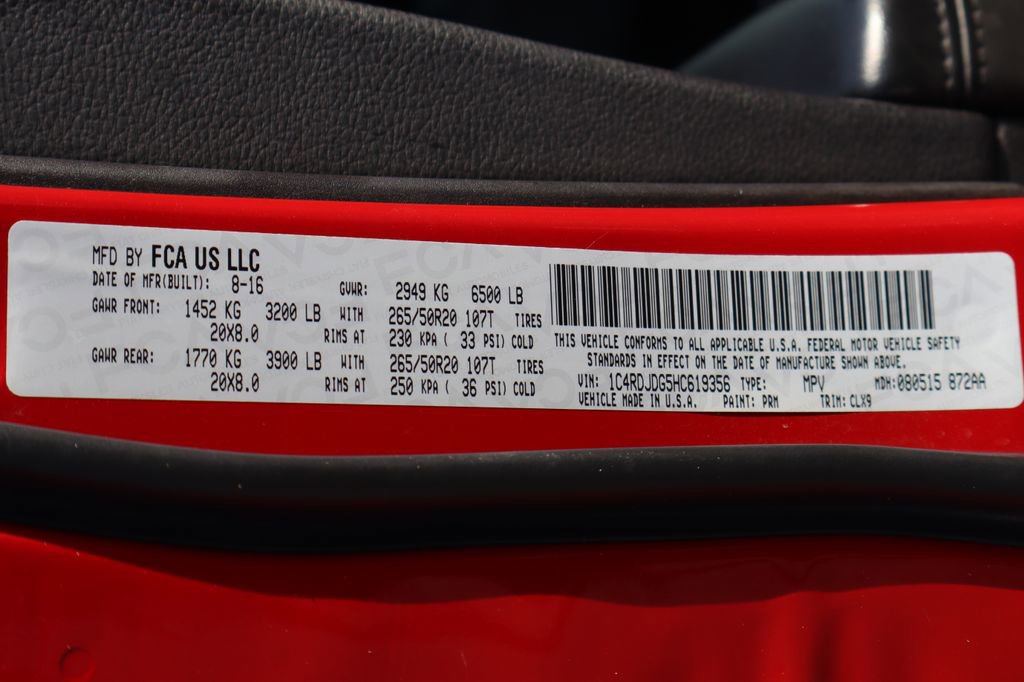 MFD BY FCA US LLC
DATE OF MFR(BUILT): 8-16 GVWR: 2949 KG 6500 LB
GAWR FRONT: 1452 KG 3200 LB WITH 265/50R20 107T TIRES
20X8.0 RIMS AT 230 KPA ( 33 PSI) COLD
GAWR REAR: 1770 KG 3900 LB WITH 265/50R20 107T TIRES
20X8.0 RIMS AT 250 KPA ( 36 PSI) COLD
THIS VEHICLE CONFORMS TO ALL APPLICABLE U.S.A. FEDERAL MOTOR VEHICLE SAFETY
STANDARDS IN EFFECT ON THE DATE OF MANUFACTURE SHOWN ABOVE.
VIN: 1C4RDJDG5HC619356 TYPE: MPV MDH: 080515 872AA
VEHICLE MADE IN U.S.A. PAINT: PRM TRIM: CLX9